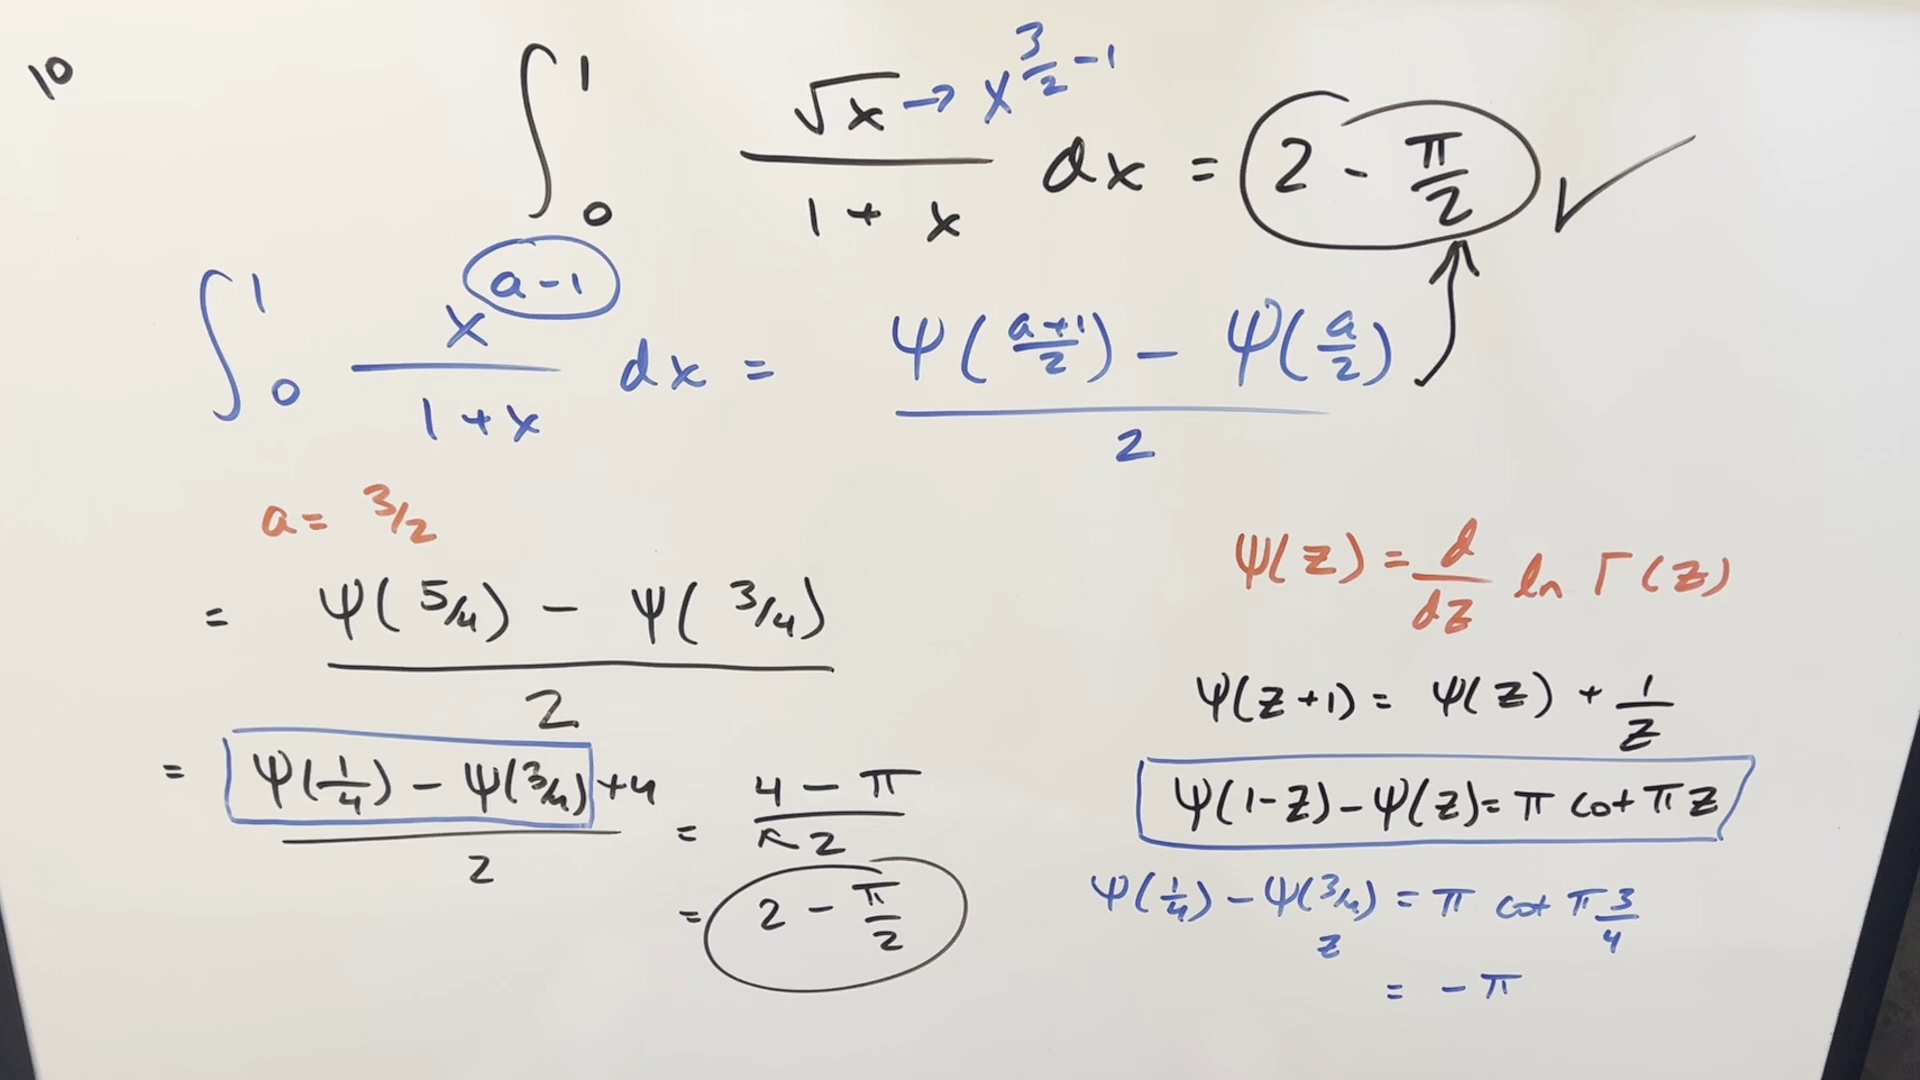 10
∫₀¹ √x → x^(3/2 - 1) / (1 + x) dx = 2 - π/2 ✓
∫₀¹ x^(a-1) / (1 + x) dx = (ψ((a+1)/2) - ψ(a/2)) / 2
a = 3/2
= (ψ(5/4) - ψ(3/4)) / 2
= (ψ(1/4) - ψ(3/4) + 4) / 2 = (4 - π) / 2
= 2 - π/2
ψ(z) = d/dz ln Γ(z)
ψ(z+1) = ψ(z) + 1/z
ψ(1-z) - ψ(z) = π cot πz
ψ(1/4) - ψ(3/4) = π cot π 3/4
z
= -π